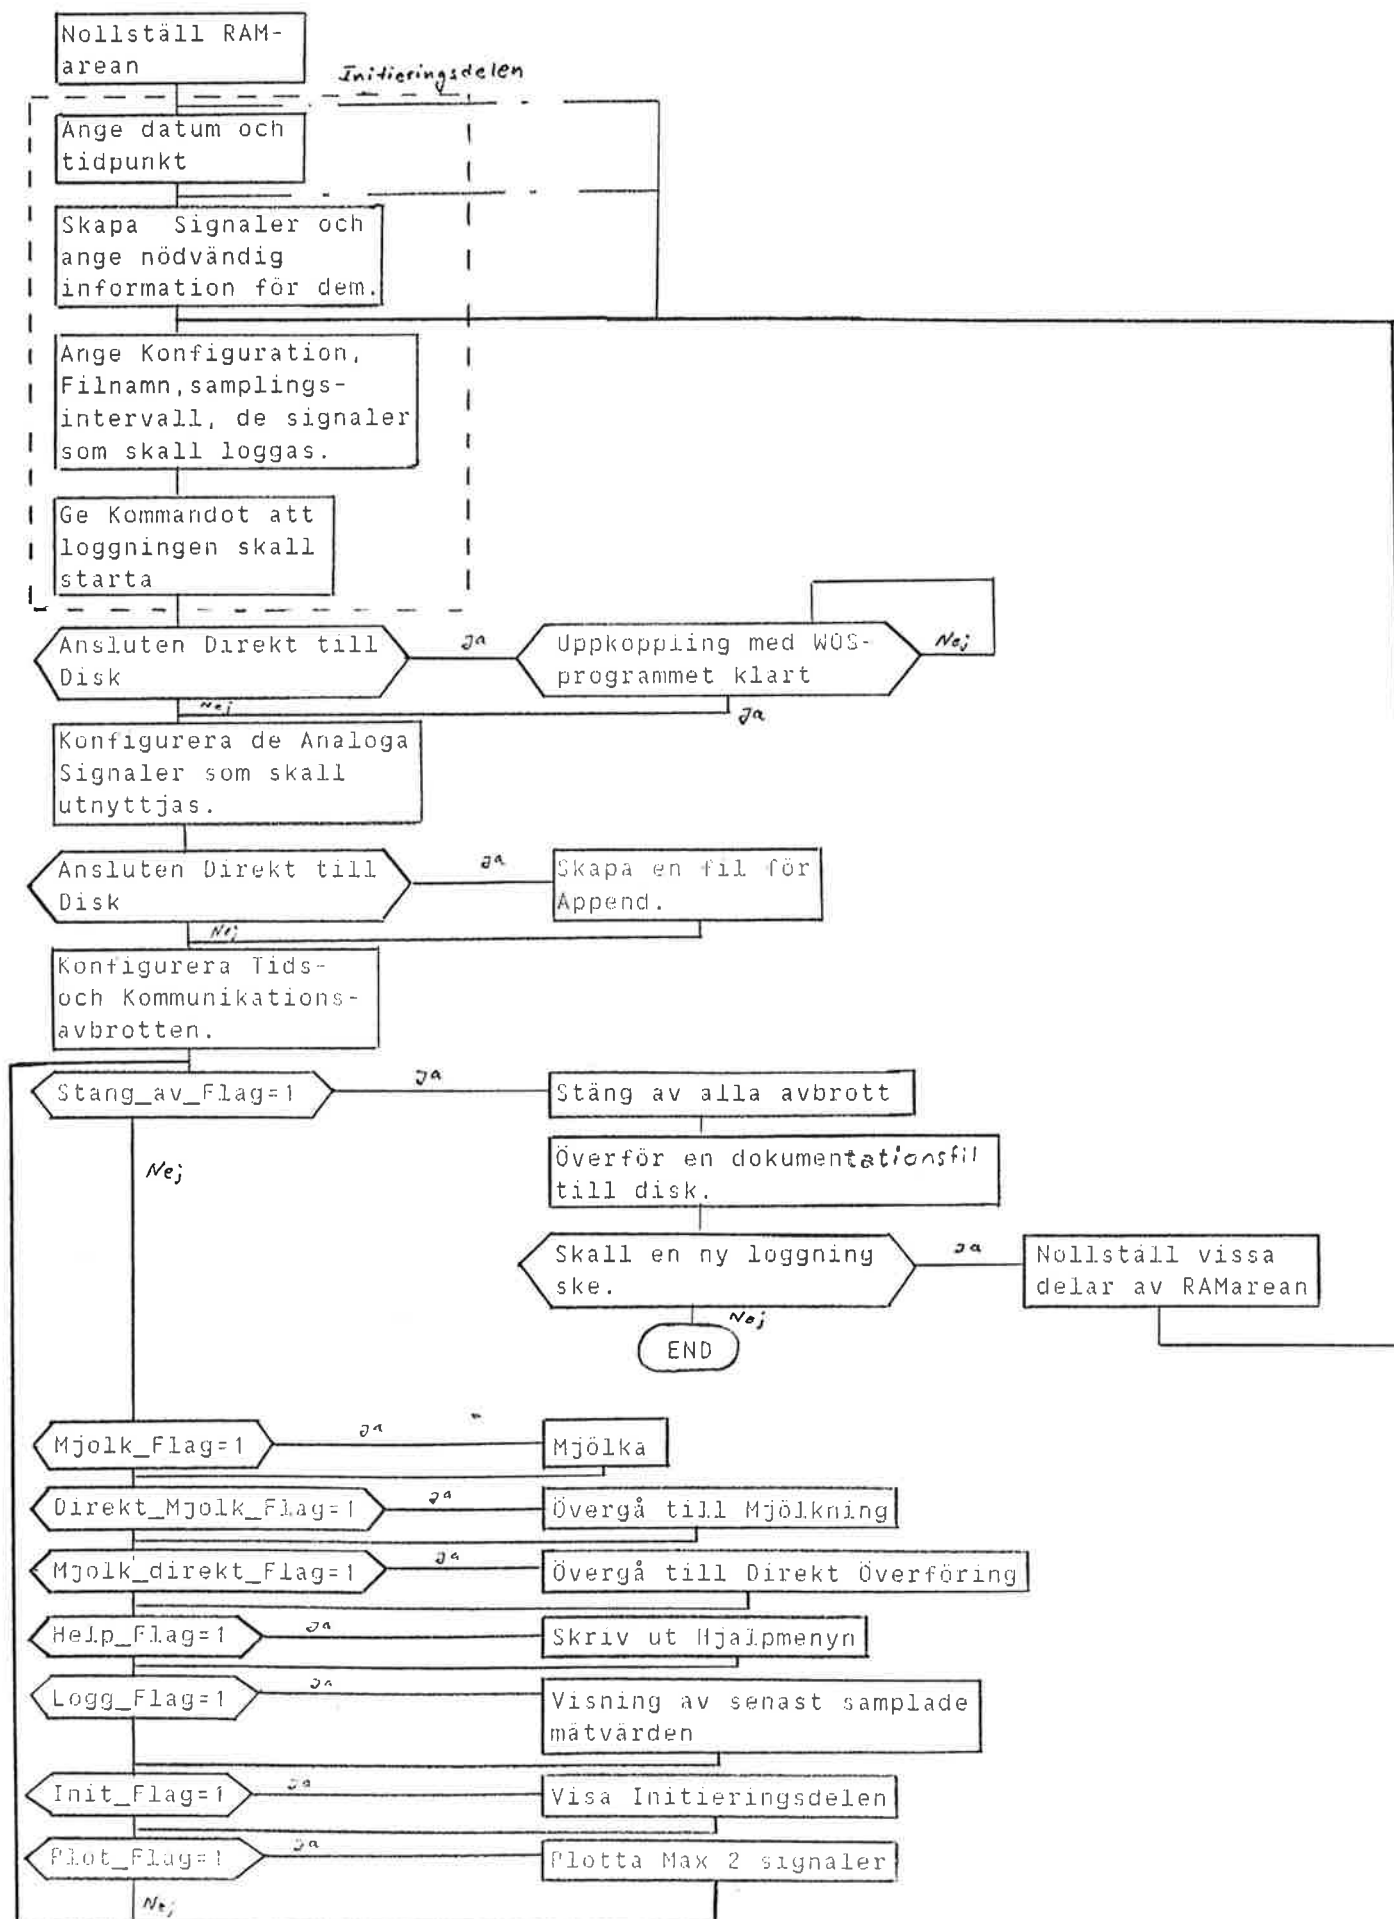 Nollställ RAM-
arean
Initieringsdelen
Ange datum och
tidpunkt
Skapa Signaler och
ange nödvändig
information för dem.
Ange Konfiguration,
Filnamn,samplings-
intervall, de signaler
som skall loggas.
Ge Kommandot att
loggningen skall
starta
Ansluten Direkt till
Disk
Ja
Uppkoppling med WOS-
programmet klart
Nej
Nej
Ja
Konfigurera de Analoga
Signaler som skall
utnyttjas.
Ansluten Direkt till
Disk
Ja
Skapa en fil för
Append.
Nej
Konfigurera Tids-
och Kommunikations-
avbrotten.
Stang_av_Flag=1
Ja
Stäng av alla avbrott
Nej
Överför en dokumentationsfil
till disk.
Skall en ny loggning
ske.
Ja
Nollställ vissa
delar av RAMarean
Nej
END
Mjolk_Flag=1
Ja
Mjölka
Direkt_Mjolk_Flag=1
Ja
Övergå till Mjölkning
Mjolk_direkt_Flag=1
Ja
Övergå till Direkt Överföring
Help_Flag=1
Ja
Skriv ut Hjalpmenyn
Logg_Flag=1
Ja
Visning av senast samplade
mätvärden
Init_Flag=1
Ja
Visa Initieringsdelen
Plot_Flag=1
Ja
Plotta Max 2 signaler
Nej